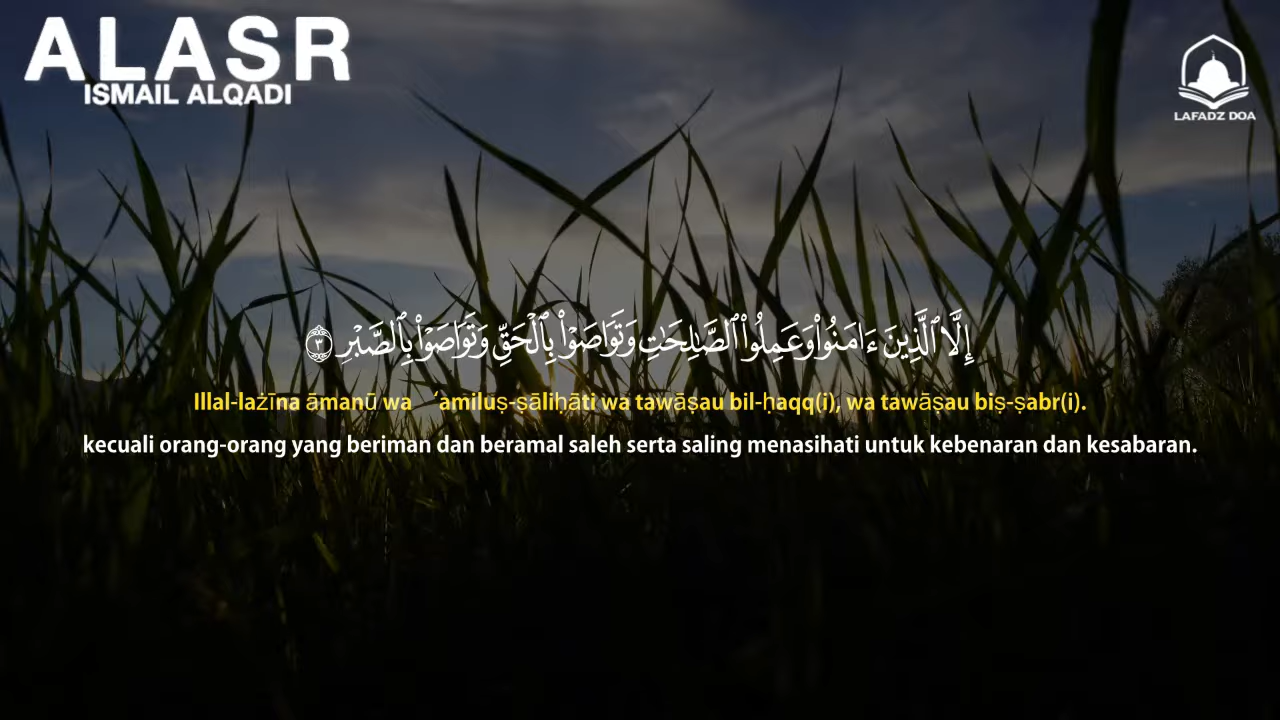 ALASR
ISMAIL ALQADI
LAFADZ DOA
إِلَّا ٱلَّذِينَ ءَامَنُوا۟ وَعَمِلُوا۟ ٱلصَّـٰلِحَـٰتِ وَتَوَاصَوْا۟ بِٱلْحَقِّ وَتَوَاصَوْا۟ بِٱلصَّبْرِ ٣
Illal-lażīna āmanū wa ‘āmiluṣ-ṣāliḥāti wa tawāṣau bil-ḥaqq(i), wa tawāṣau biṣ-ṣabr(i).
kecuali orang-orang yang beriman dan beramal saleh serta saling menasihati untuk kebenaran dan kesabaran.